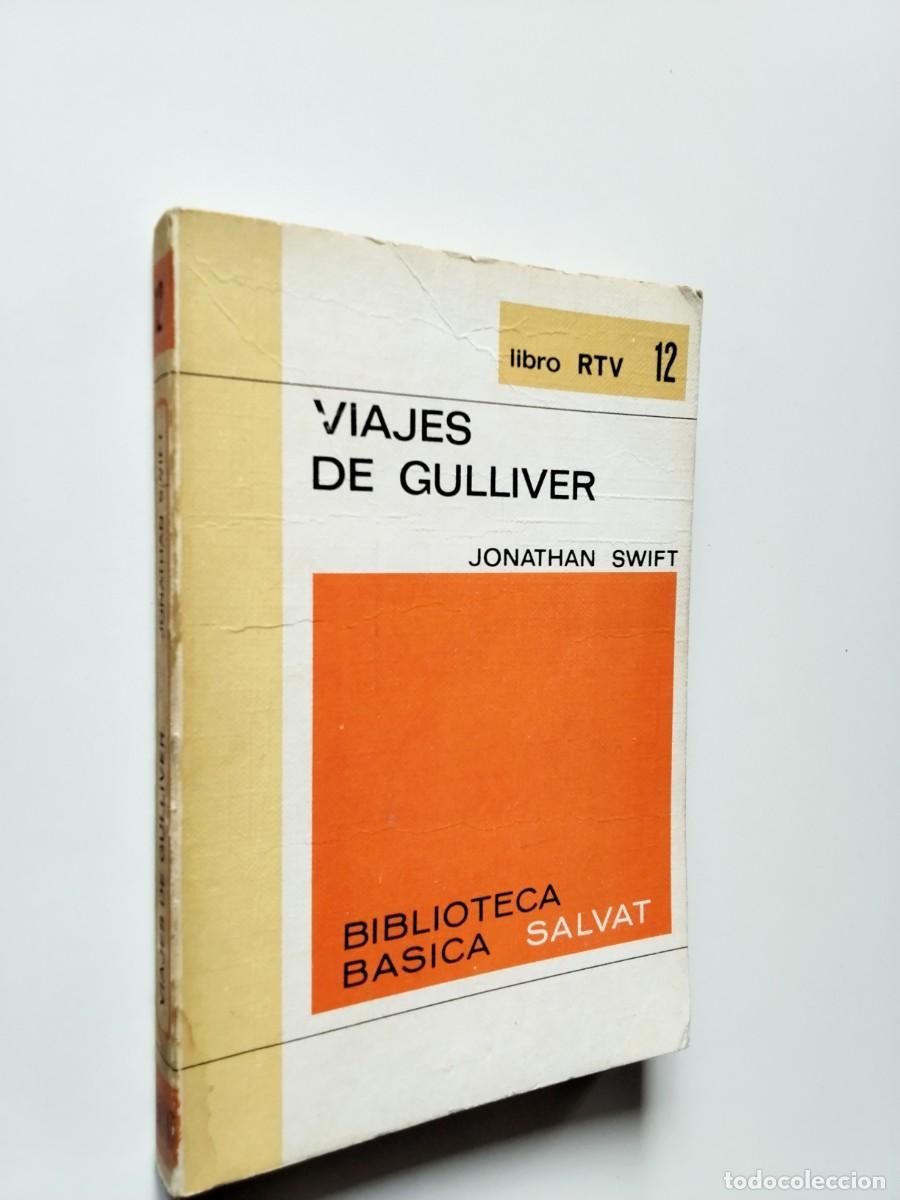 libro RTV 12
VIAJES
DE GULLIVER
JONATHAN SWIFT
BIBLIOTECA
BASICA SALVAT
VIAJES DE GULLIVER
JONATHAN SWIFT
todocoleccion